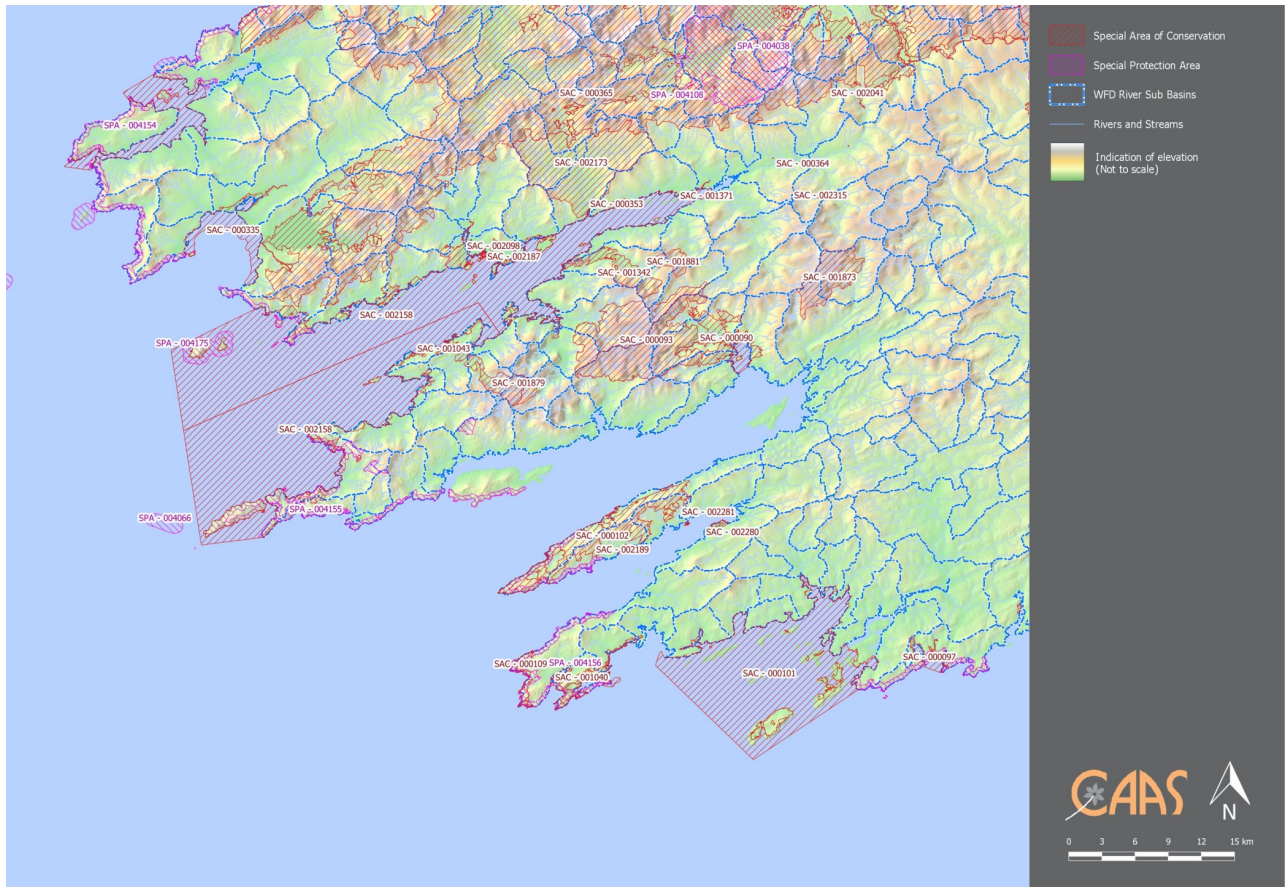 SPA - 004038
SAC - 000365
SPA - 004108
SAC - 002041
SPA - 004154
SAC - 002173
SAC - 000364
SAC - 001371
SAC - 002315
SAC - 000353
SAC - 000335
SAC - 002098
SAC - 002187
SAC - 001881
SAC - 001342
SAC - 001873
SAC - 002158
SPA - 004175
SAC - 000093
SAC - 000090
SAC - 001043
SAC - 001879
SAC - 002158
SPA - 004155
SPA - 004066
SAC - 002281
SAC - 000102
SAC - 002280
SAC - 002189
SAC - 000109
SPA - 004156
SAC - 001040
SAC - 000101
SAC - 000097
Special Area of Conservation
Special Protection Area
WFD River Sub Basins
Rivers and Streams
Indication of elevation
(Not to scale)
CAAS
N
0 3 6 9 12 15 km